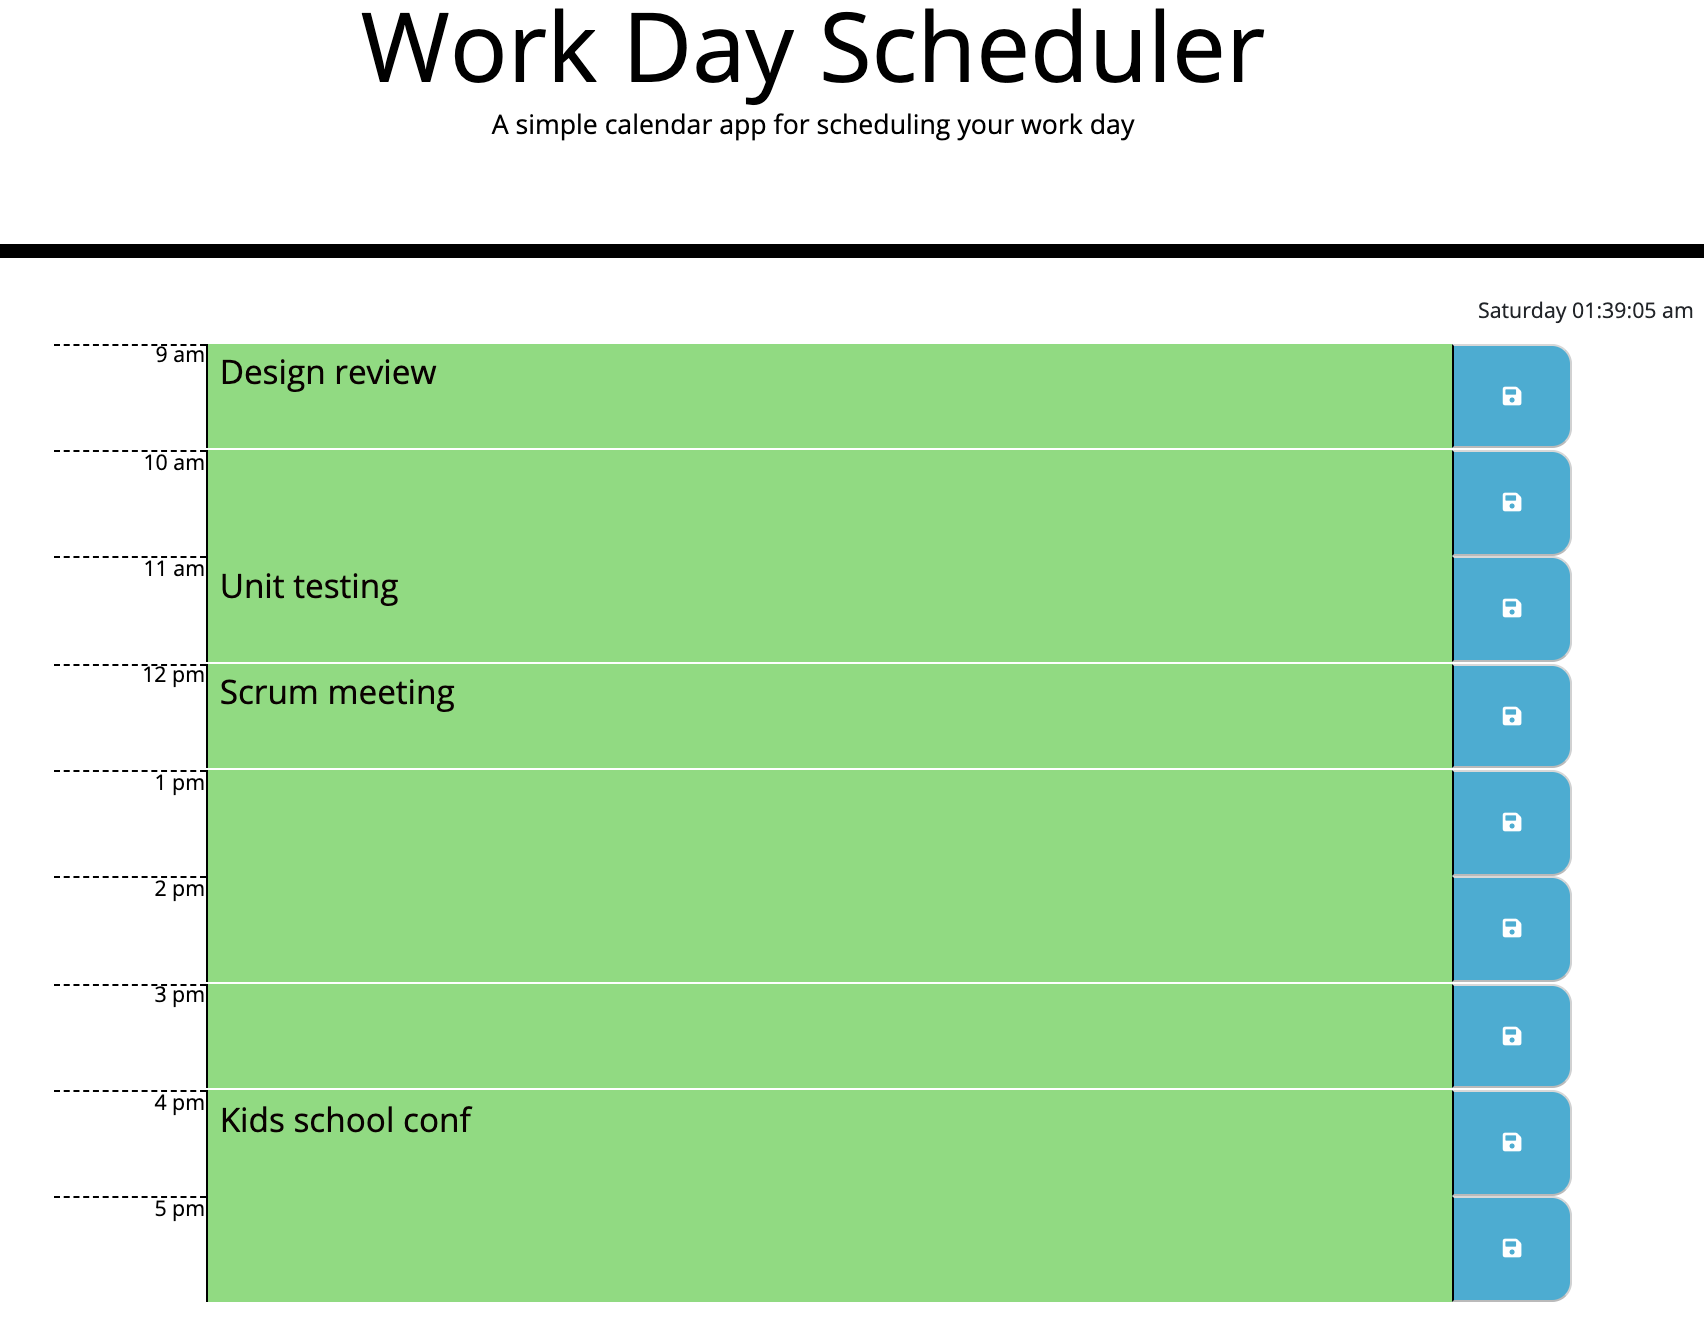 Work Day Scheduler
A simple calendar app for scheduling your work day
Saturday 01:39:05 am
9 am
Design review
10 am
11 am
Unit testing
12 pm
Scrum meeting
1 pm
2 pm
3 pm
4 pm
Kids school conf
5 pm